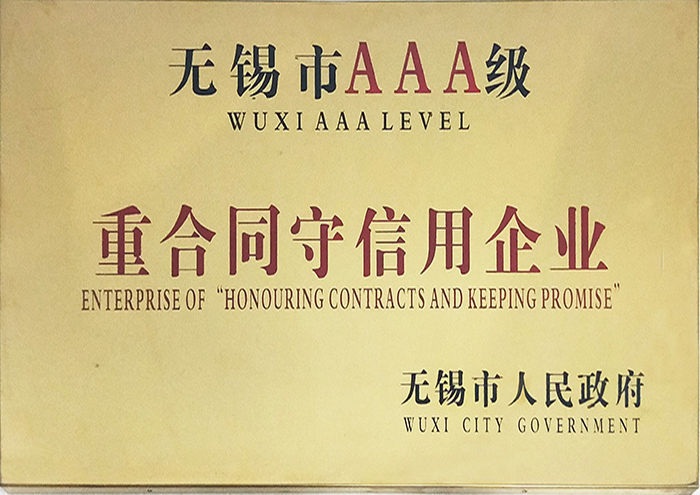 无锡市AAA级
WUXI AAA LEVEL
重合同守信用企业
ENTERPRISE OF "HONOURING CONTRACTS AND KEEPING PROMISE"
无锡市人民政府
WUXI CITY GOVERNMENT